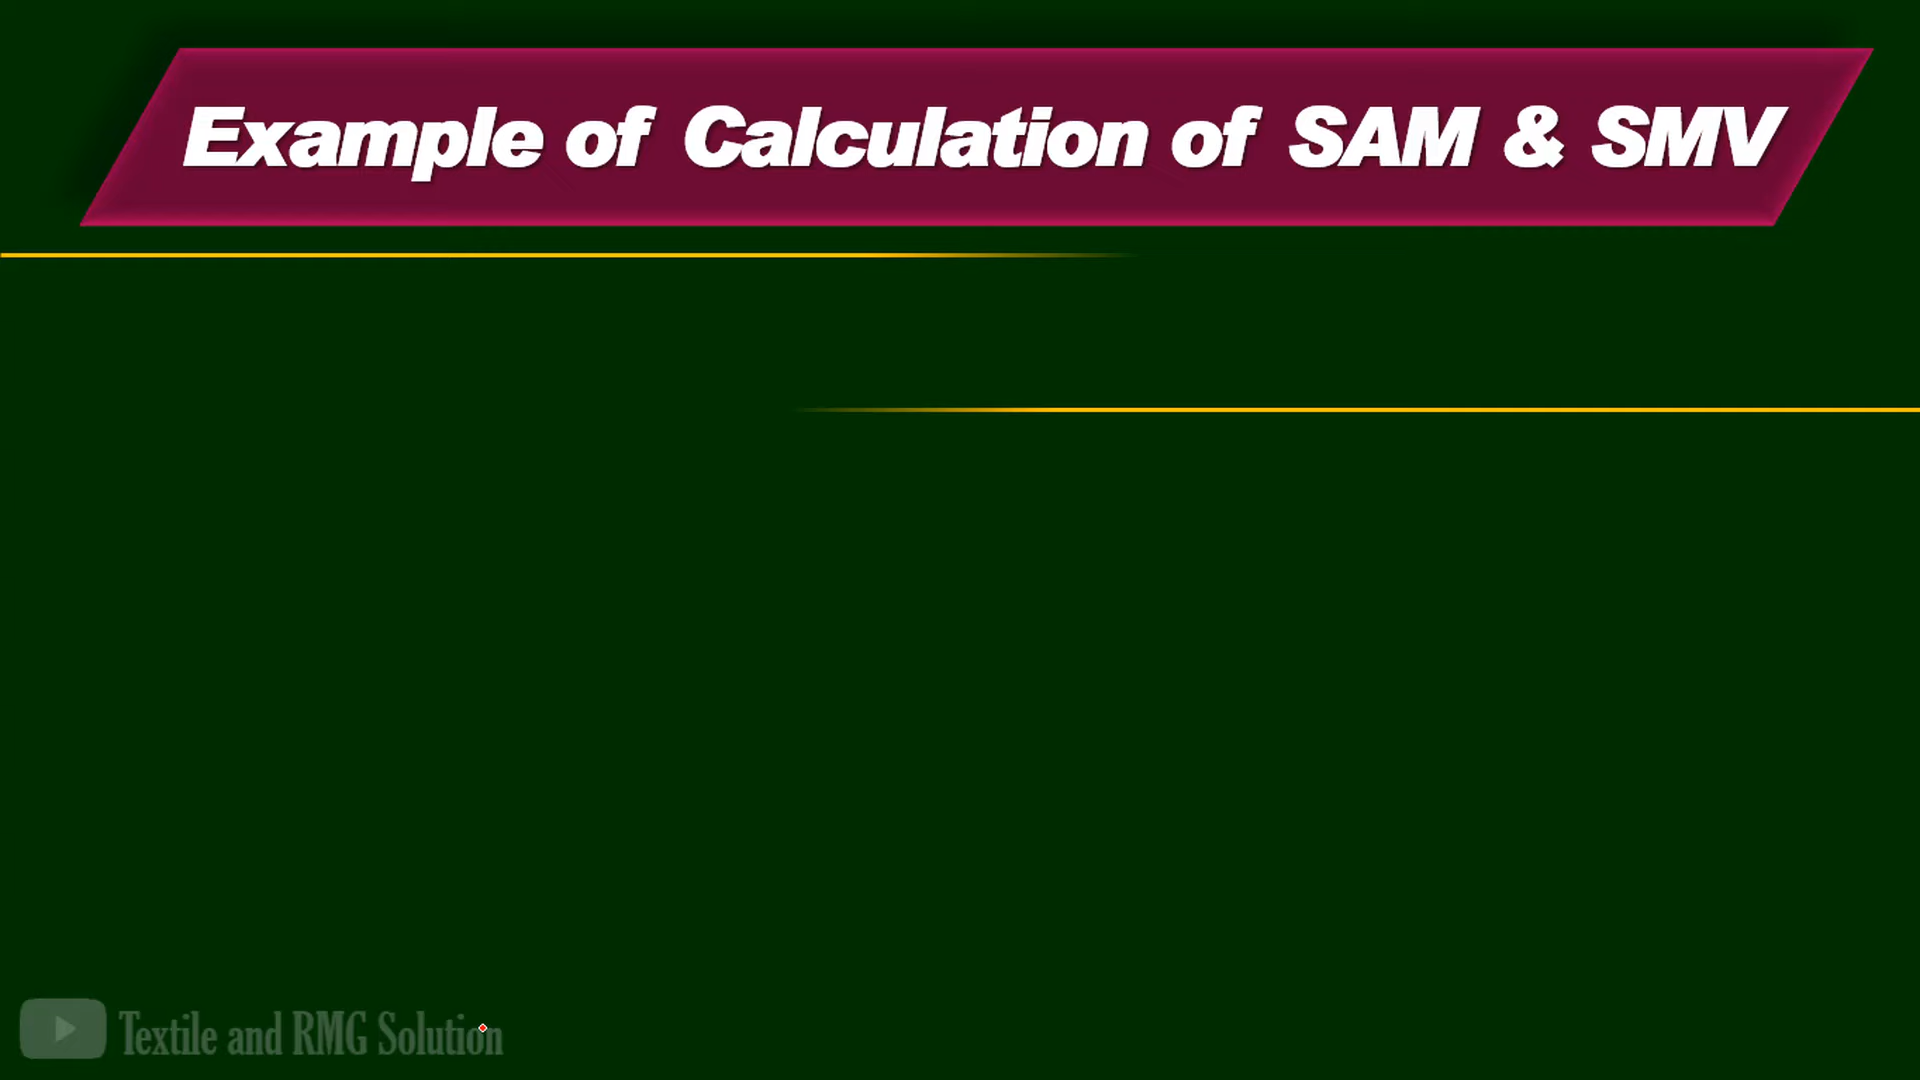 Example of Calculation of SAM & SMV
Textile and RMG Solution